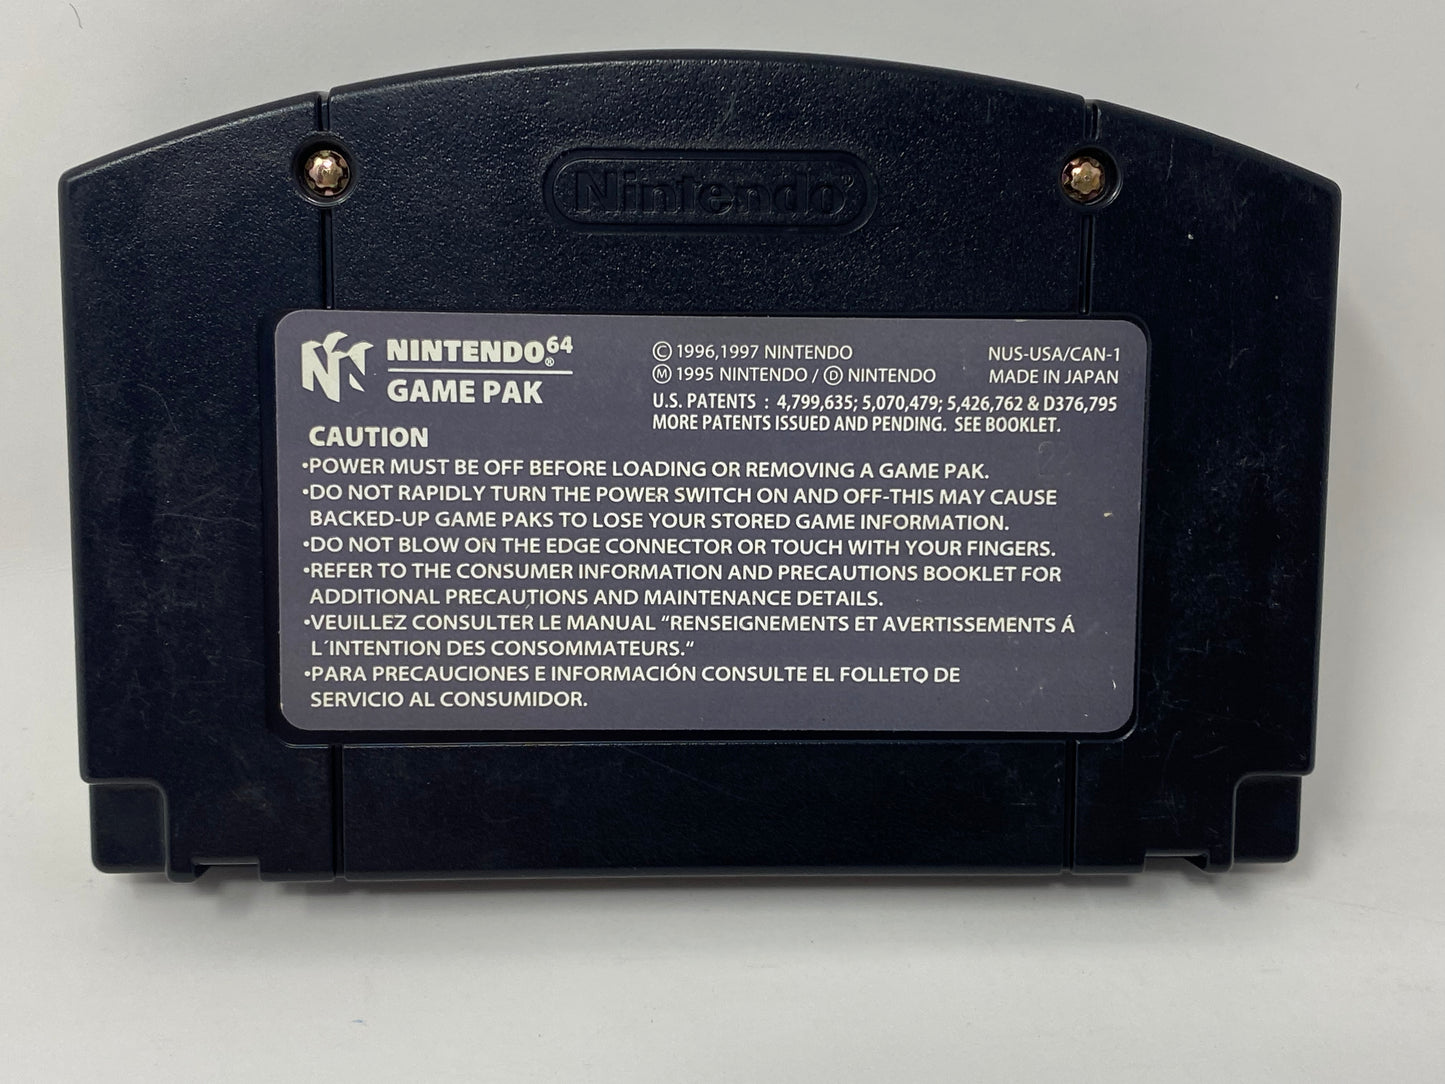 Nintendo®
NINTENDO64®
GAME PAK
© 1996,1997 NINTENDO
Ⓜ 1995 NINTENDO / Ⓓ NINTENDO
NUS-USA/CAN-1
MADE IN JAPAN
U.S. PATENTS : 4,799,635; 5,070,479; 5,426,762 & D376,795
MORE PATENTS ISSUED AND PENDING. SEE BOOKLET.
CAUTION
•POWER MUST BE OFF BEFORE LOADING OR REMOVING A GAME PAK.
•DO NOT RAPIDLY TURN THE POWER SWITCH ON AND OFF-THIS MAY CAUSE
BACKED-UP GAME PAKS TO LOSE YOUR STORED GAME INFORMATION.
•DO NOT BLOW ON THE EDGE CONNECTOR OR TOUCH WITH YOUR FINGERS.
•REFER TO THE CONSUMER INFORMATION AND PRECAUTIONS BOOKLET FOR
ADDITIONAL PRECAUTIONS AND MAINTENANCE DETAILS.
•VEUILLEZ CONSULTER LE MANUAL “RENSEIGNEMENTS ET AVERTISSEMENTS Á
L´INTENTION DES CONSOMMATEURS.“
•PARA PRECAUCIONES E INFORMACIÓN CONSULTE EL FOLLETO DE
SERVICIO AL CONSUMIDOR.